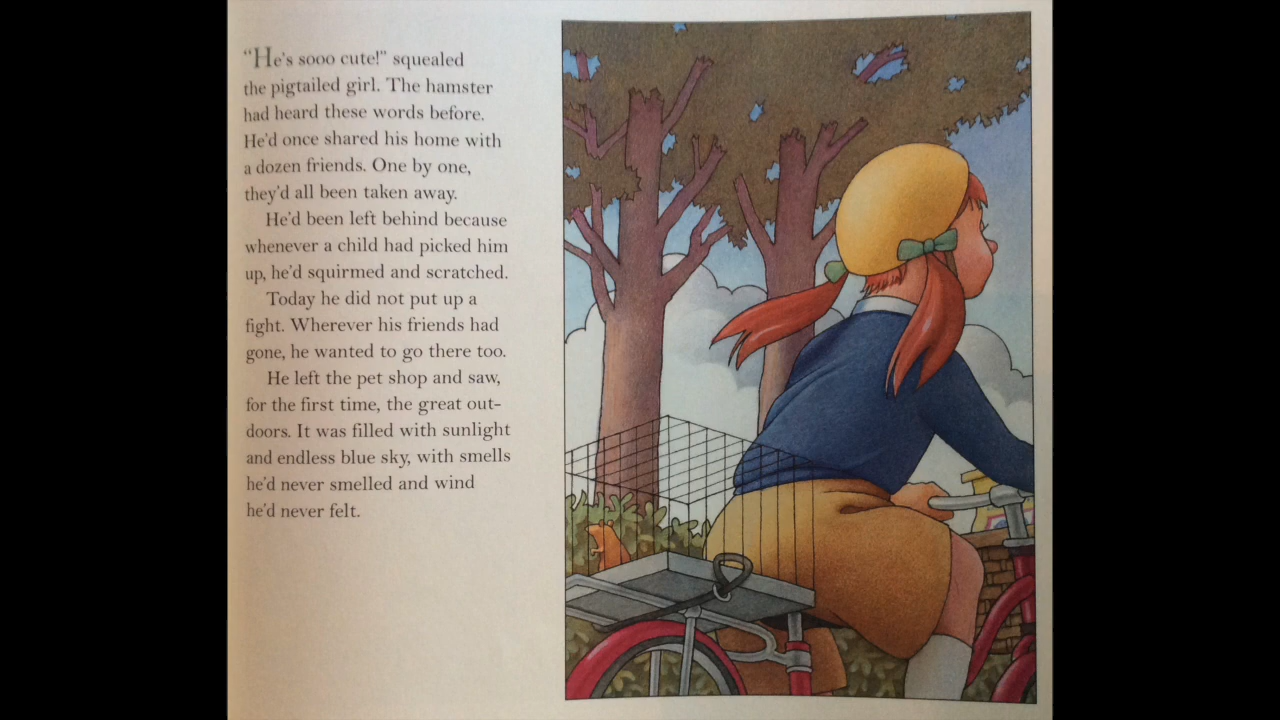 “He’s sooo cute!” squealed
the pigtailed girl. The hamster
had heard these words before.
He’d once shared his home with
a dozen friends. One by one,
they’d all been taken away.
He’d been left behind because
whenever a child had picked him
up, he’d squirmed and scratched.
Today he did not put up a
fight. Wherever his friends had
gone, he wanted to go there too.
He left the pet shop and saw,
for the first time, the great out-
doors. It was filled with sunlight
and endless blue sky, with smells
he’d never smelled and wind
he’d never felt.